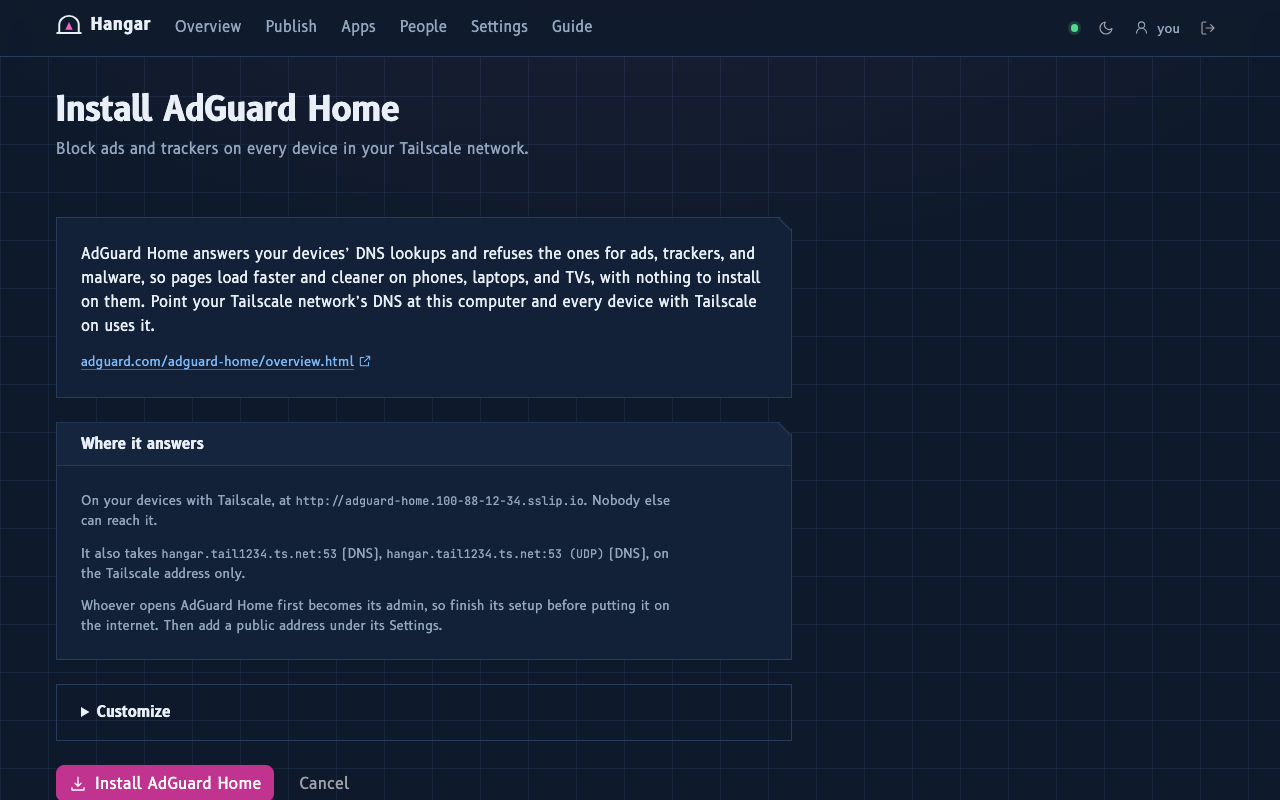 Hangar Overview Publish Apps People Settings Guide you
Install AdGuard Home
Block ads and trackers on every device in your Tailscale network.
AdGuard Home answers your devices’ DNS lookups and refuses the ones for ads, trackers, and
malware, so pages load faster and cleaner on phones, laptops, and TVs, with nothing to install
on them. Point your Tailscale network’s DNS at this computer and every device with Tailscale
on uses it.
adguard.com/adguard-home/overview.html
Where it answers
On your devices with Tailscale, at http://adguard-home.100-88-12-34.sslip.io. Nobody else
can reach it.
It also takes hangar.tail1234.ts.net:53 [DNS], hangar.tail1234.ts.net:53 (UDP) [DNS], on
the Tailscale address only.
Whoever opens AdGuard Home first becomes its admin, so finish its setup before putting it on
the internet. Then add a public address under its Settings.
Customize
Install AdGuard Home Cancel